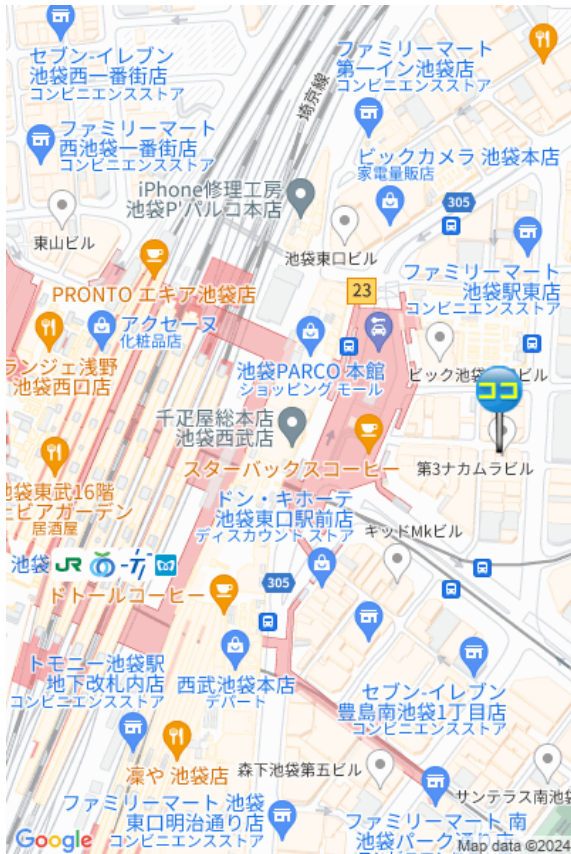 セブン-イレブン
池袋西一番街店
コンビニエンスストア
ファミリーマート
第一イン池袋店
コンビニエンスストア
埼京線
ファミリーマート
西池袋一番街店
コンビニエンスストア
ビックカメラ 池袋本店
家電量販店
iPhone修理工房
池袋P'パルコ本店
305
東山ビル
池袋東口ビル
ファミリーマート
池袋駅東店
コンビニエンスストア
PRONTO エキア池袋店
23
アクセーヌ
化粧品店
ランジェ浅野
池袋西口店
池袋PARCO 本館
ショッピング モール
ビック池袋
ビル
ココ
千疋屋総本店
池袋西武店
スターバックスコーヒー
第3ナカムラビル
池袋東武16階
ビアガーデン
居酒屋
ドン・キホーテ
池袋東口駅前店
ディスカウント ストア
キッドMkビル
池袋 JR
ドトールコーヒー
305
トモニー池袋駅
地下改札内店
コンビニエンスストア
西武池袋本店
デパート
セブン-イレブン
豊島南池袋1丁目店
コンビニエンスストア
凜や 池袋店
森下池袋第五ビル
サンテラス南池袋
ファミリーマート 池袋
東口明治通り店
コンビニエンスストア
ファミリーマート 南
池袋パーク
Google
Map data ©2024